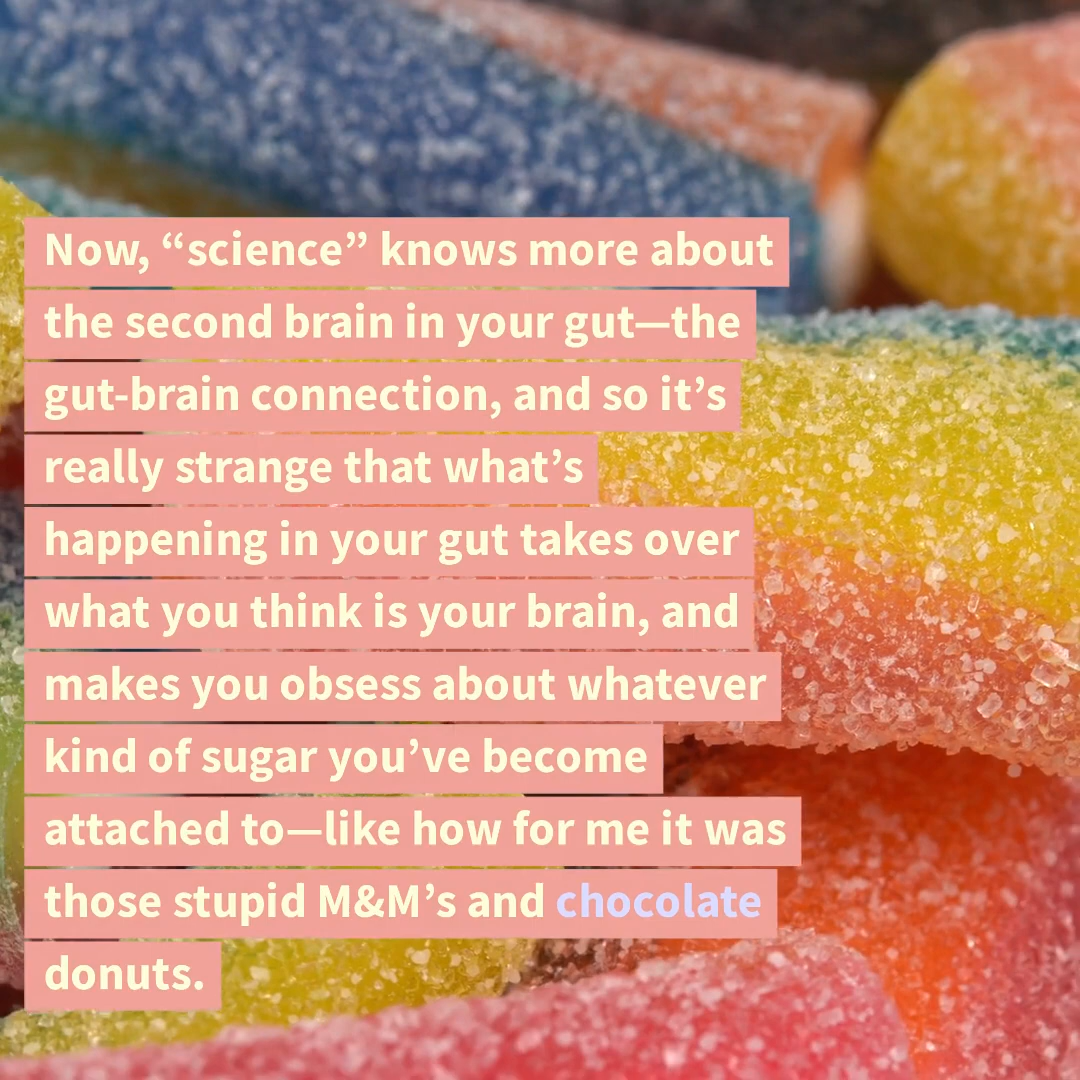 Now, “science” knows more about
the second brain in your gut—the
gut-brain connection, and so it’s
really strange that what’s
happening in your gut takes over
what you think is your brain, and
makes you obsess about whatever
kind of sugar you’ve become
attached to—like how for me it was
those stupid M&M’s and chocolate
donuts.